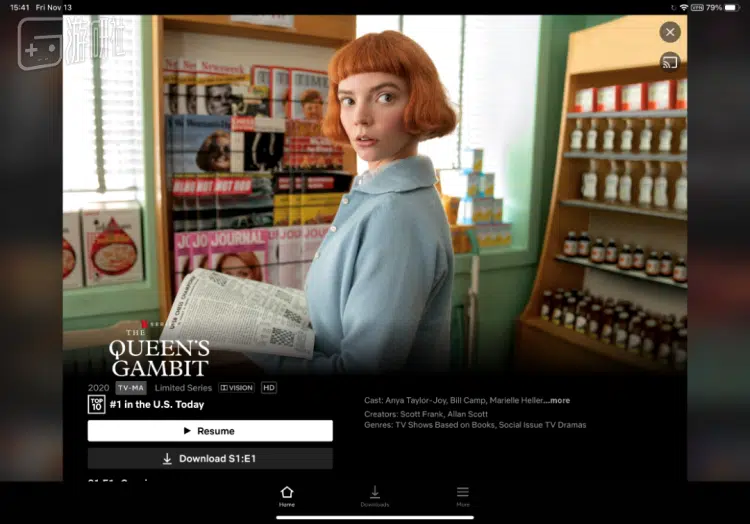 15:41 Fri Nov 13
VPN 79%
游研社
Newsweek
TIME
HOT ROD
JOURNAL
SERIES
THE
QUEEN'S
GAMBIT
2020 TV-MA Limited Series VISION HD
TOP 10 #1 in the U.S. Today
Resume
Download S1:E1
Cast: Anya Taylor-Joy, Bill Camp, Marielle Heller...more
Creators: Scott Frank, Allan Scott
Genres: TV Shows Based on Books, Social Issue TV Dramas
Home Downloads More